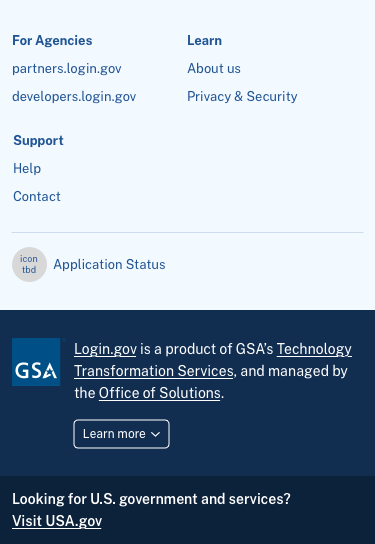 For Agencies
partners.login.gov
developers.login.gov
Learn
About us
Privacy & Security
Support
Help
Contact
icon
tbd
Application Status
GSA
Login.gov is a product of GSA's Technology
Transformation Services, and managed by
the Office of Solutions.
Learn more
Looking for U.S. government and services?
Visit USA.gov